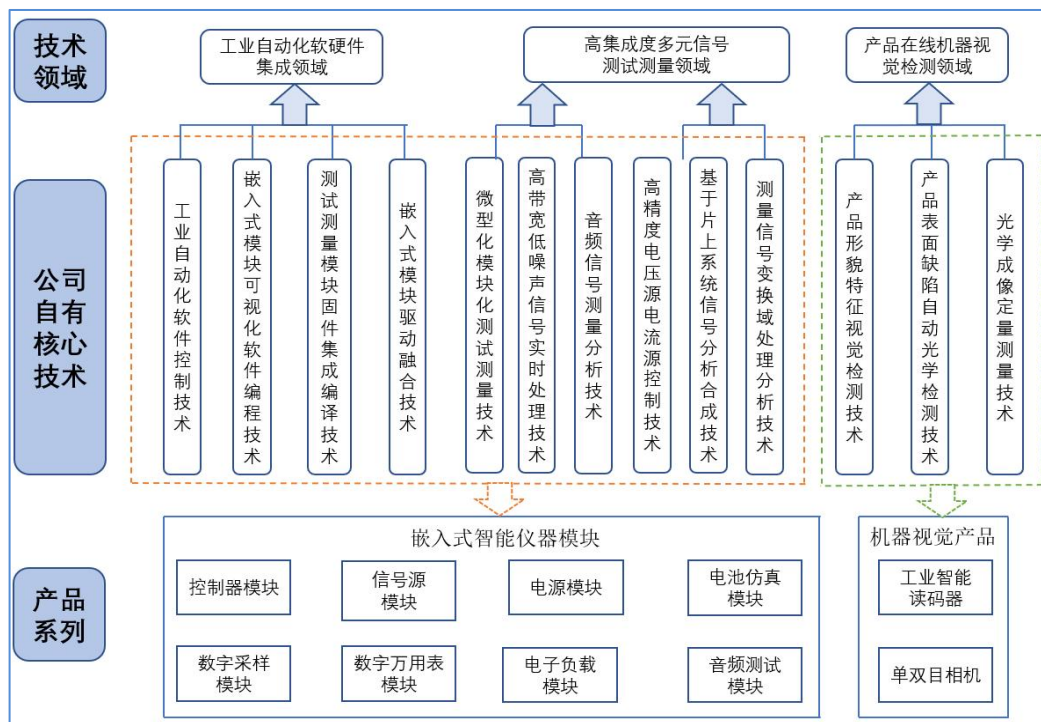 技术
领域
工业自动化软硬件
集成领域
高集成度多元信号
测试测量领域
产品在线机器视
觉检测领域
公司
自有
核心
技术
工业自动化软件控制技术
嵌入式模块可视化软件编程技术
测试测量模块固件集成编译技术
嵌入式模块驱动融合技术
微型化模块化测试测量技术
高带宽低噪声信号实时处理技术
音频信号测量分析技术
高精度电压源电流源控制技术
基于片上系统信号分析合成技术
测量信号变换域处理分析技术
产品形貌特征视觉检测技术
产品表面缺陷自动光学检测技术
光学成像定量测量技术
产品
系列
嵌入式智能仪器模块
控制器模块
信号源
模块
电源模块
电池仿真
模块
数字采样
模块
数字万用表
模块
电子负载
模块
音频测试
模块
机器视觉产品
工业智能
读码器
单双目相机